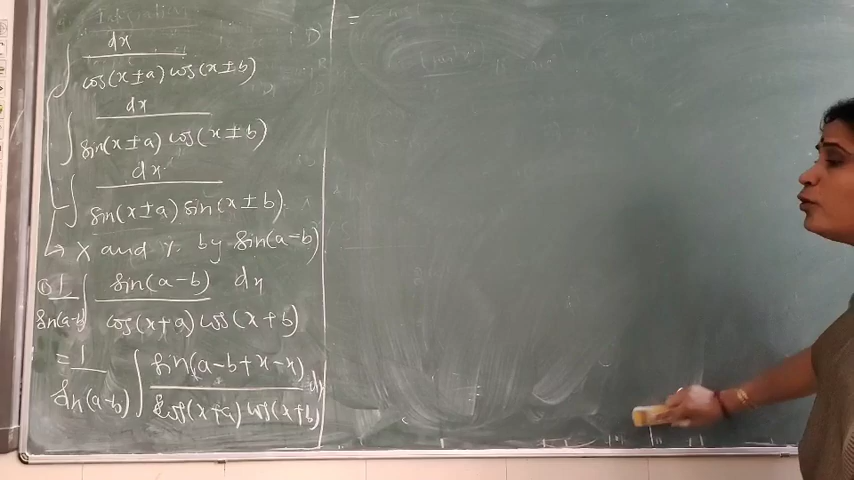 ∫ dx / cos(x±a) cos(x±b)
∫ dx / sin(x±a) cos(x±b)
∫ dx / sin(x±a) sin(x±b)
→ x and % by sin(a-b)
① 1 / sin(a-b) ∫ sin(a-b) / cos(x+a) cos(x+b) dx
= 1 / sin(a-b) ∫ sin(a-b+x-x) / cos(x+a) cos(x+b) dx
=